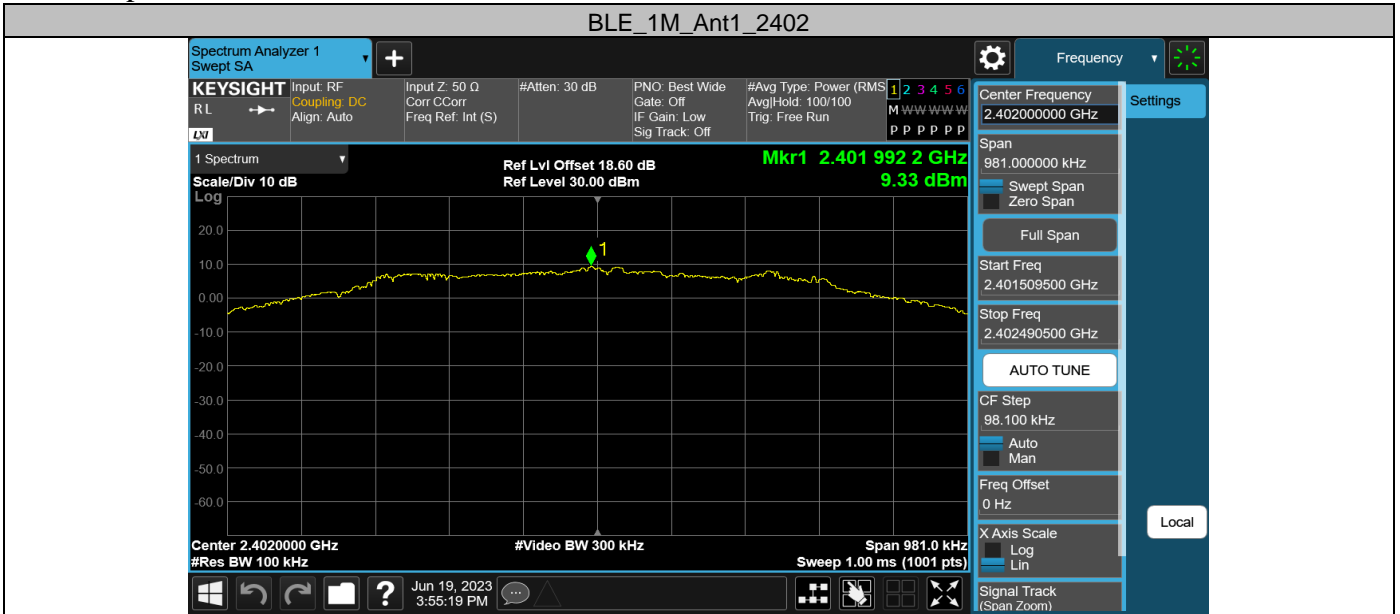 BLE_1M_Ant1_2402
Spectrum Analyzer 1
Swept SA
+
Frequency
KEYSIGHT
R L
LXI
Input: RF
Coupling: DC
Align: Auto
Input Z: 50 Ω
Corr CCorr
Freq Ref: Int (S)
#Atten: 30 dB
PNO: Best Wide
Gate: Off
IF Gain: Low
Sig Track: Off
#Avg Type: Power (RMS
Avg|Hold: 100/100
Trig: Free Run
1 2 3 4 5 6
M W W W W W
P P P P P P
1 Spectrum
Scale/Div 10 dB
Log
Ref Lvl Offset 18.60 dB
Ref Level 30.00 dBm
Mkr1 2.401 992 2 GHz
9.33 dBm
1
20.0
10.0
0.00
-10.0
-20.0
-30.0
-40.0
-50.0
-60.0
Center 2.4020000 GHz
#Video BW 300 kHz
Span 981.0 kHz
#Res BW 100 kHz
Sweep 1.00 ms (1001 pts)
?
Jun 19, 2023
3:55:19 PM
Center Frequency
2.402000000 GHz
Settings
Span
981.000000 kHz
Swept Span
Zero Span
Full Span
Start Freq
2.401509500 GHz
Stop Freq
2.402490500 GHz
AUTO TUNE
CF Step
98.100 kHz
Auto
Man
Freq Offset
0 Hz
X Axis Scale
Log
Lin
Local
Signal Track
(Span Zoom)